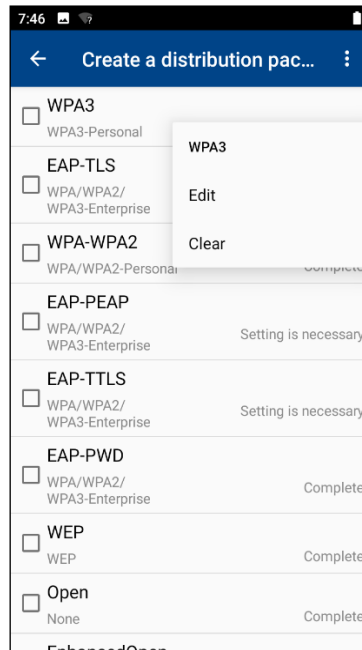 7:46
Create a distribution pac...
WPA3
WPA3-Personal
WPA3
Edit
Clear
EAP-TLS
WPA/WPA2/
WPA3-Enterprise
WPA-WPA2
WPA/WPA2-Personal
Complete
EAP-PEAP
WPA/WPA2/
WPA3-Enterprise
Setting is necessary
EAP-TTLS
WPA/WPA2/
WPA3-Enterprise
Setting is necessary
EAP-PWD
WPA/WPA2/
WPA3-Enterprise
Complete
WEP
WEP
Complete
Open
None
Complete
EnhancedOpen